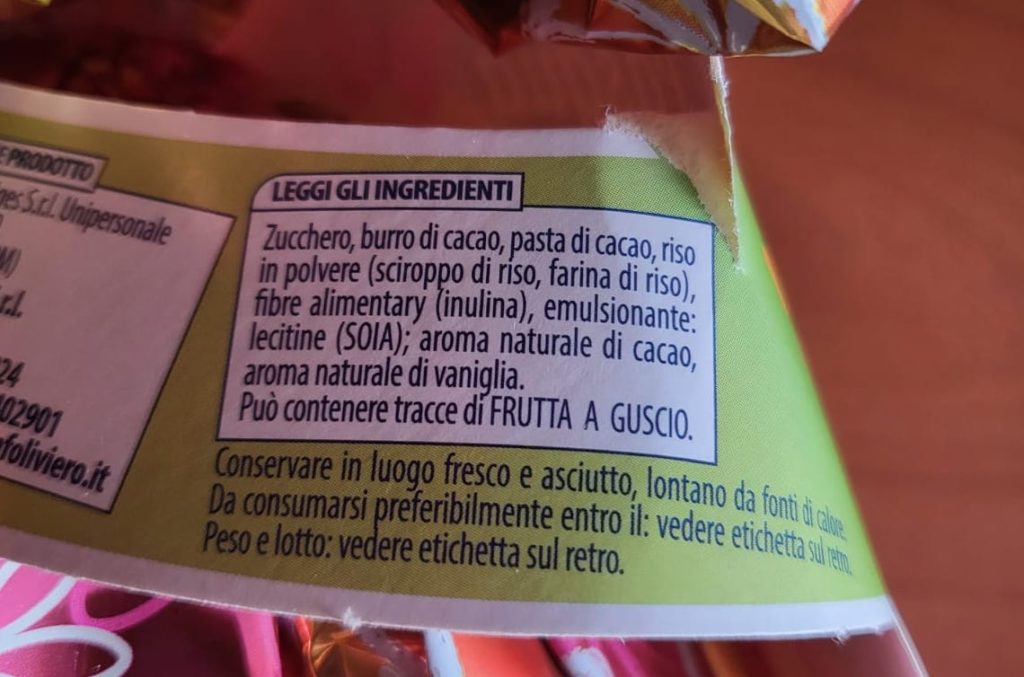 E PRODOTTO
ges S.r.l. Unipersonale
M)
r.l.
24
02901
foliviero.it
LEGGI GLI INGREDIENTI
Zucchero, burro di cacao, pasta di cacao, riso
in polvere (sciroppo di riso, farina di riso),
fibre alimentary (inulina), emulsionante:
lecitine (SOIA); aroma naturale di cacao,
aroma naturale di vaniglia.
Può contenere tracce di FRUTTA A GUSCIO.
Conservare in luogo fresco e asciutto, lontano da fonti di calore.
Da consumarsi preferibilmente entro il: vedere etichetta sul retro.
Peso e lotto: vedere etichetta sul retro.